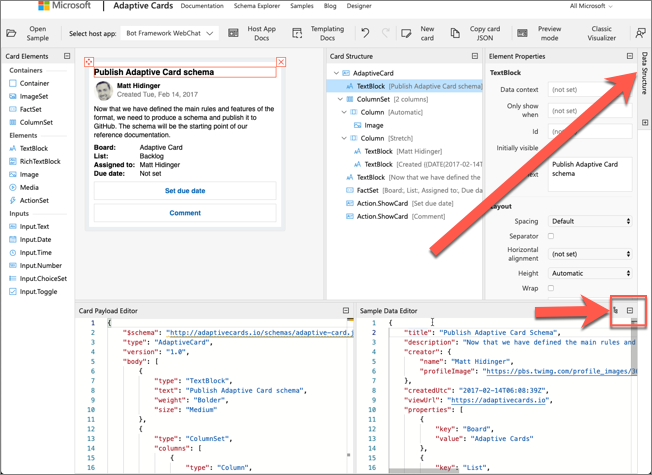 Microsoft
Adaptive Cards
Documentation
Schema Explorer
Samples
Blog
Designer
All Microsoft
Open Sample
Select host app:
Bot Framework WebChat
Host App Docs
Templating Docs
New card
Copy card JSON
Preview mode
Classic Visualizer
Card Elements
Containers
Container
ImageSet
FactSet
ColumnSet
Elements
TextBlock
RichTextBlock
Image
Media
ActionSet
Inputs
Input.Text
Input.Date
Input.Time
Input.Number
Input.ChoiceSet
Input.Toggle
Publish Adaptive Card schema
Matt Hidinger
Created Tue, Feb 14, 2017
Now that we have defined the main rules and features of the
format, we need to produce a schema and publish it to
GitHub. The schema will be the starting point of our
reference documentation.
Board: Adaptive Card
List: Backlog
Assigned to: Matt Hidinger
Due date: Not set
Set due date
Comment
Card Structure
AdaptiveCard
TextBlock [Publish Adaptive Card schema]
ColumnSet [2 columns]
Column [Automatic]
Image
Column [Stretch]
TextBlock [Matt Hidinger]
TextBlock [Created {{DATE(2017-02-14T
TextBlock [Now that we have defined the
FactSet [Board:, List:, Assigned to:, Due da
Action.ShowCard [Set due date]
Action.ShowCard [Comment]
Element Properties
TextBlock
Data context (not set)
Only show when (not set)
Id (not set)
Initially visible
Text
Publish Adaptive Card
schema
Layout
Spacing Default
Separator
Horizontal alignment (not set)
Height Automatic
Wrap
Data Structure
Card Payload Editor
1 {
2 "$schema": "http://adaptivecards.io/schemas/adaptive-card.j
3 "type": "AdaptiveCard",
4 "version": "1.0",
5 "body": [
6 {
7 "type": "TextBlock",
8 "text": "Publish Adaptive Card schema",
9 "weight": "Bolder",
10 "size": "Medium"
11 },
12 {
13 "type": "ColumnSet",
14 "columns": [
15 {
16 "type": "Column",
Sample Data Editor
1 {
2 "title": "Publish Adaptive Card Schema",
3 "description": "Now that we have defined the main rules and
4 "creator": {
5 "name": "Matt Hidinger",
6 "profileImage": "https://pbs.twimg.com/profile_images/3
7 },
8 "createdUtc": "2017-02-14T06:08:39Z",
9 "viewUrl": "https://adaptivecards.io",
10 "properties": [
11 {
12 "key": "Board",
13 "value": "Adaptive Cards"
14 },
15 {
16 "key": "List",